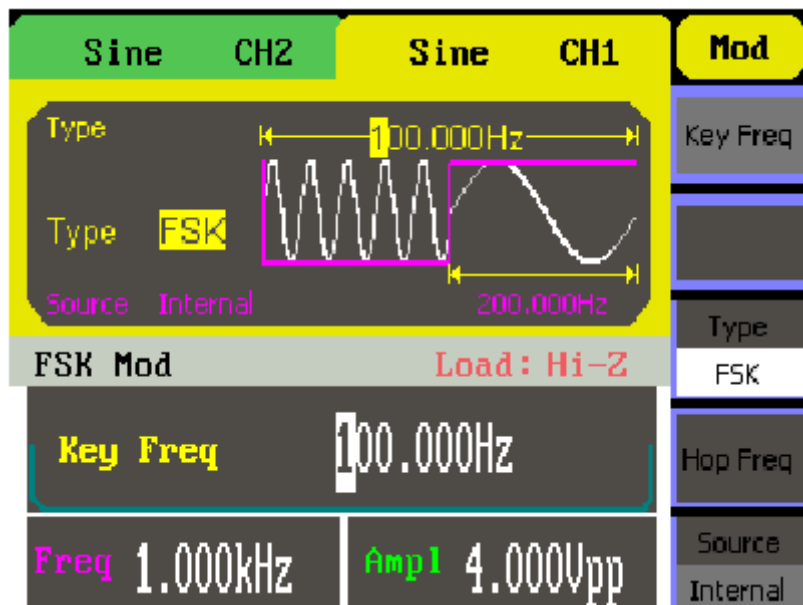 Sine CH2 Sine CH1 Mod
Type 100.000Hz
Type FSK
Source Internal 200.000Hz
Key Freq
Type
FSK
Hop Freq
Source
Internal
FSK Mod Load: Hi-Z
Key Freq 100.000Hz
Freq 1.000kHz Ampl 4.000Vpp